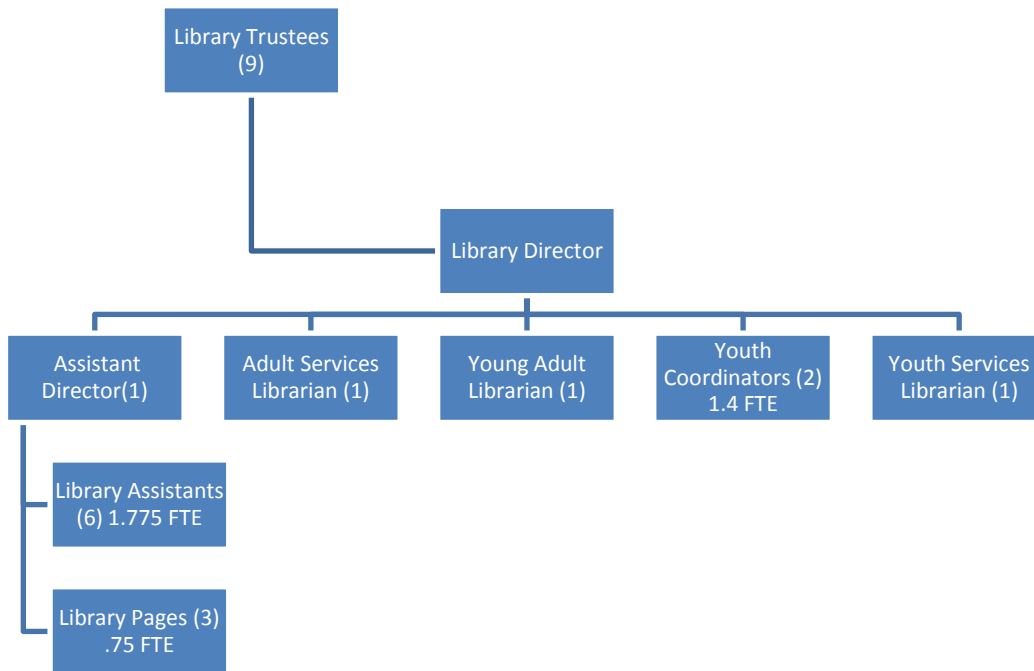 Library Trustees
(9)
Library Director
Assistant
Director(1)
Adult Services
Librarian (1)
Young Adult
Librarian (1)
Youth
Coordinators (2)
1.4 FTE
Youth Services
Librarian (1)
Library Assistants
(6) 1.775 FTE
Library Pages (3)
.75 FTE